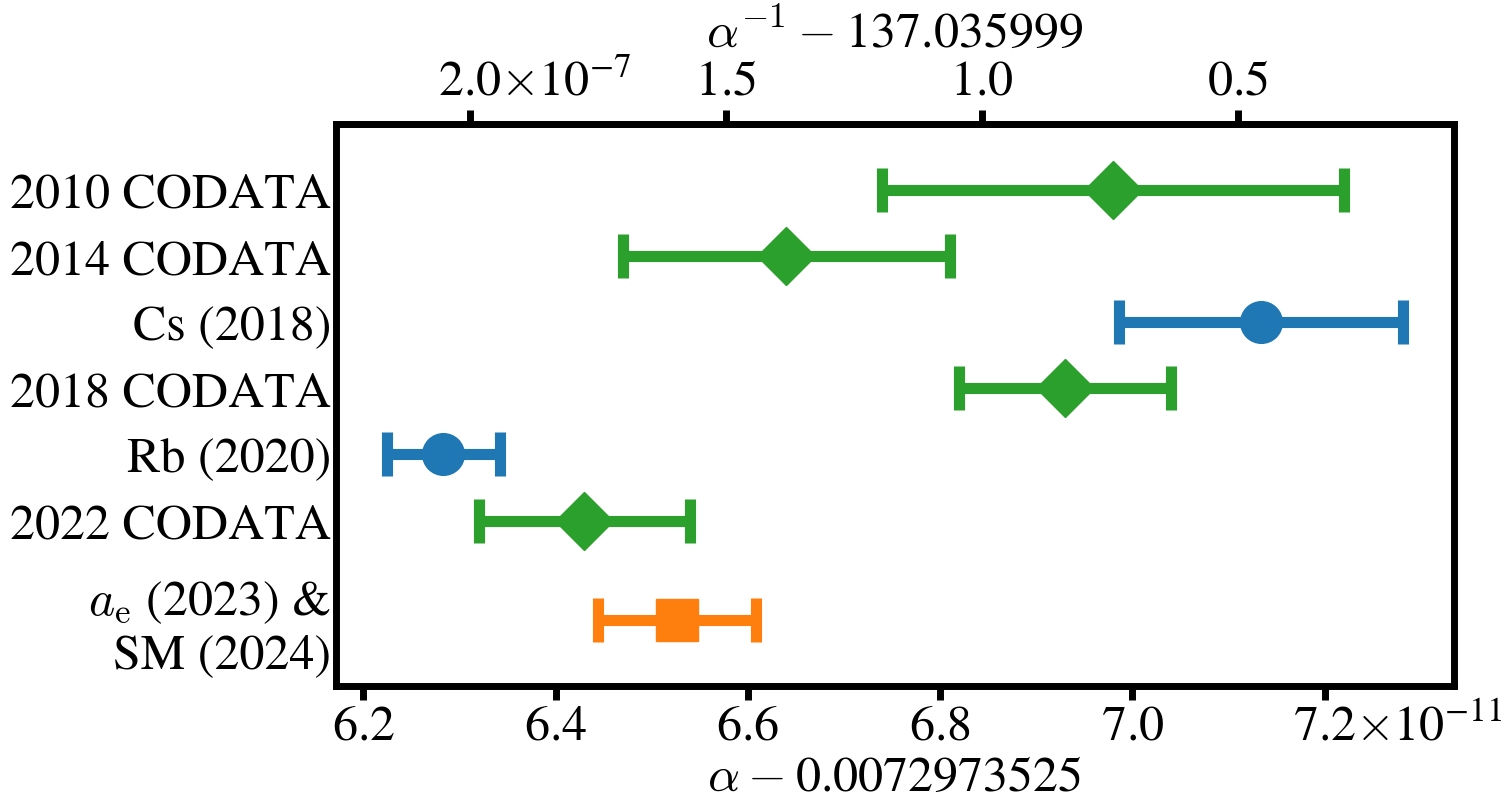 α⁻¹ − 137.035999
2.0×10⁻⁷ 1.5 1.0 0.5
2010 CODATA
2014 CODATA
Cs (2018)
2018 CODATA
Rb (2020)
2022 CODATA
aₑ (2023) &
SM (2024)
6.2 6.4 6.6 6.8 7.0 7.2×10⁻¹¹
α − 0.0072973525